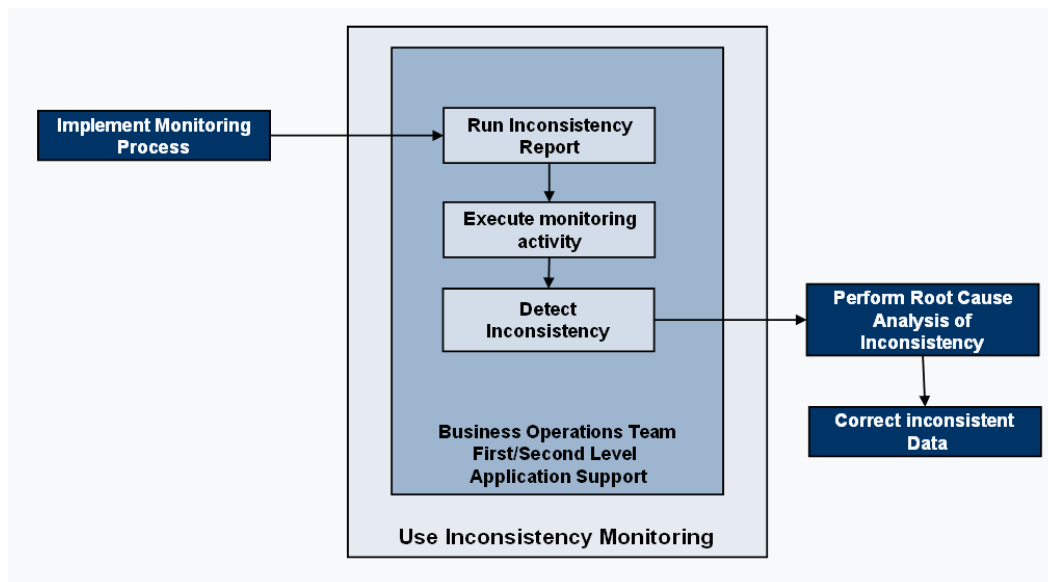 Implement Monitoring
Process
Run Inconsistency
Report
Execute monitoring
activity
Detect
Inconsistency
Perform Root Cause
Analysis of
Inconsistency
Correct inconsistent
Data
Business Operations Team
First/Second Level
Application Support
Use Inconsistency Monitoring